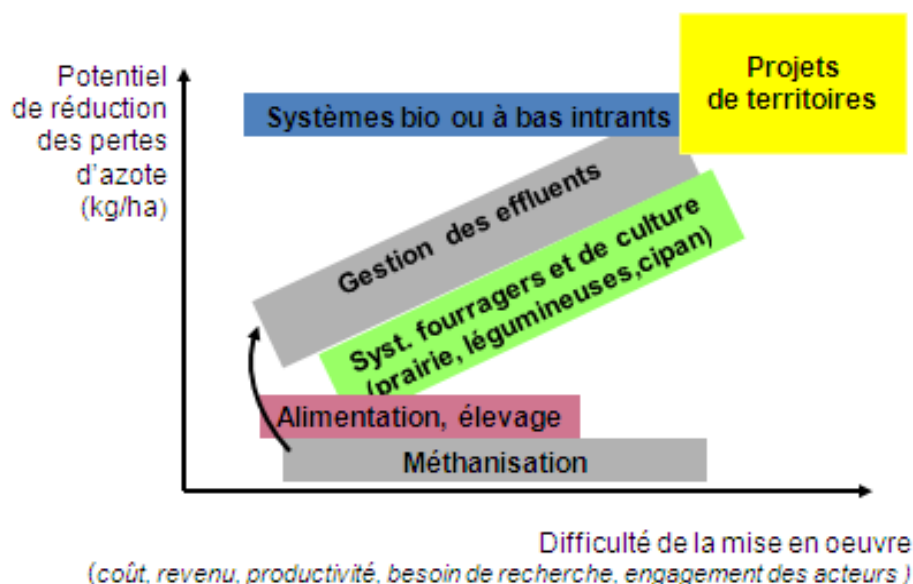 Potentiel
de réduction
des pertes
d'azote
(kg/ha)
Projets
de territoires
Systèmes bio ou à bas intrants
Gestion des effluents
Syst. fourragers et de culture
(prairie, légumineuses,cipan)
Alimentation, élevage
Méthanisation
Difficulté de la mise en oeuvre
(coût, revenu, productivité, besoin de recherche, engagement des acteurs )